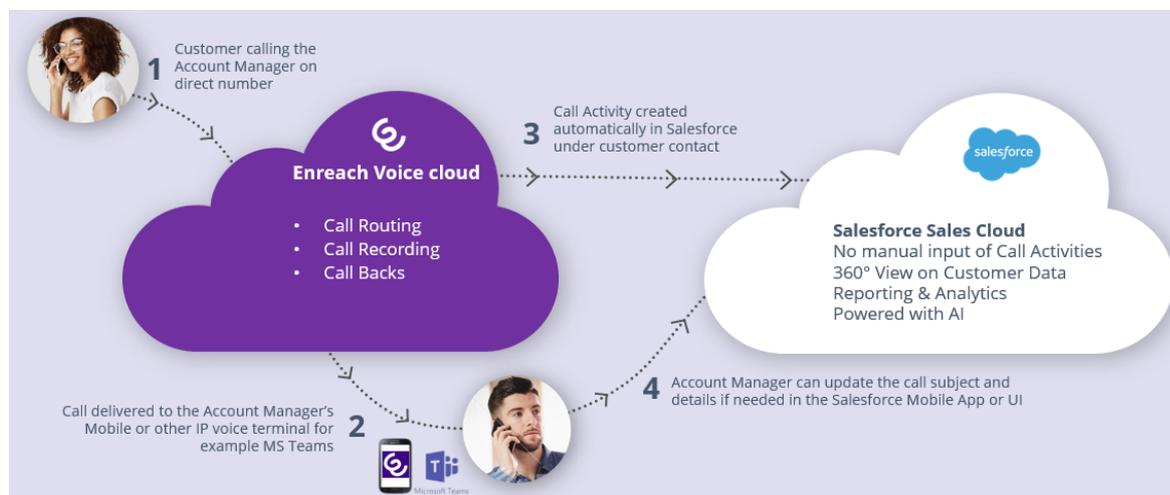 1
Customer calling the
Account Manager on
direct number
Enreach Voice cloud
• Call Routing
• Call Recording
• Call Backs
3
Call Activity created
automatically in Salesforce
under customer contact
salesforce
Salesforce Sales Cloud
No manual input of Call Activities
360° View on Customer Data
Reporting & Analytics
Powered with AI
2
Call delivered to the Account Manager’s
Mobile or other IP voice terminal for
example MS Teams
T
Microsoft Teams
4
Account Manager can update the call subject and
details if needed in the Salesforce Mobile App or UI